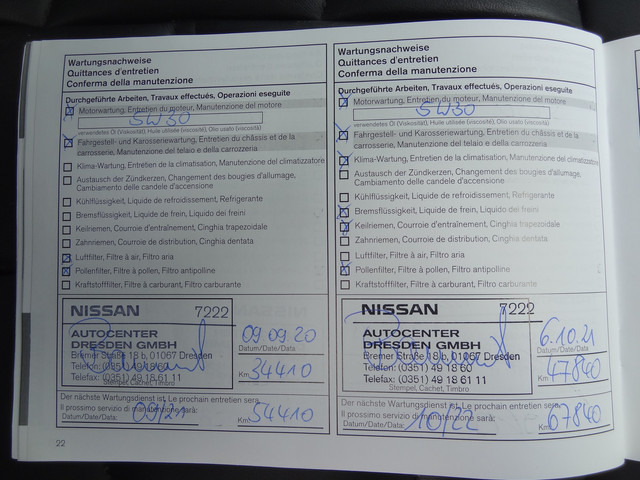 Wartungsnachweise
Quittances d'entretien
Conferma della manutenzione
Durchgeführte Arbeiten, Travaux effectués, Operazioni eseguite
Motorwartung, Entretien du moteur, Manutenzione del motore
5W30
verwendetes Öl (Viskosität), Huile utilisée (viscosité), Olio usato (viscosità)
Fahrgestell- und Karosseriewartung, Entretien du châssis et de la
carrosserie, Manutenzione del telaio e della carrozzeria
Klima-Wartung, Entretien de la climatisation, Manutenzione del climatizzatore
Austausch der Zündkerzen, Changement des bougies d'allumage,
Cambiamento delle candele d'accensione
Kühlflüssigkeit, Liquide de refroidissement, Refrigerante
Bremsflüssigkeit, Liquide de frein, Liquido dei freini
Keilriemen, Courroie d'entraînement, Cinghia trapezoidale
Zahnriemen, Courroie de distribution, Cinghia dentata
Luftfilter, Filtre à air, Filtro aria
Pollenfilter, Filtre à pollen, Filtro antipolline
Kraftstofffilter, Filtre à carburant, Filtro carburante
NISSAN 7222
AUTOCENTER
DRESDEN GMBH
Bremer Straße 18 b, 01067 Dresden
Telefon: (0351) 49 18 60
Telefax: (0351) 49 18 61 11
Stempel, Cachet, Timbro
09.09.20
Datum/Date/Data
Km 34410
Der nächste Wartungsdienst ist, Le prochain entretien sera,
Il prossimo servizio di manutenzione sarà:
Datum/Date/Data: 09/21 Km 54410
22
Wartungsnachweise
Quittances d'entretien
Conferma della manutenzione
Durchgeführte Arbeiten, Travaux effectués, Operazioni eseguite
Motorwartung, Entretien du moteur, Manutenzione del motore
5W30
verwendetes Öl (Viskosität), Huile utilisée (viscosité), Olio usato (viscosità)
Fahrgestell- und Karosseriewartung, Entretien du châssis et de la
carrosserie, Manutenzione del telaio e della carrozzeria
Klima-Wartung, Entretien de la climatisation, Manutenzione del climatizzatore
Austausch der Zündkerzen, Changement des bougies d'allumage,
Cambiamento delle candele d'accensione
Kühlflüssigkeit, Liquide de refroidissement, Refrigerante
Bremsflüssigkeit, Liquide de frein, Liquido dei freini
Keilriemen, Courroie d'entraînement, Cinghia trapezoidale
Zahnriemen, Courroie de distribution, Cinghia dentata
Luftfilter, Filtre à air, Filtro aria
Pollenfilter, Filtre à pollen, Filtro antipolline
Kraftstofffilter, Filtre à carburant, Filtro carburante
NISSAN 7222
AUTOCENTER
DRESDEN GMBH
Bremer Straße 18 b, 01067 Dresden
Telefon: (0351) 49 18 60
Telefax: (0351) 49 18 61 11
Stempel, Cachet, Timbro
6.10.21
Datum/Date/Data
Km 47840
Der nächste Wartungsdienst ist, Le prochain entretien sera,
Il prossimo servizio di manutenzione sarà:
Datum/Date/Data: 10/22 Km 67840